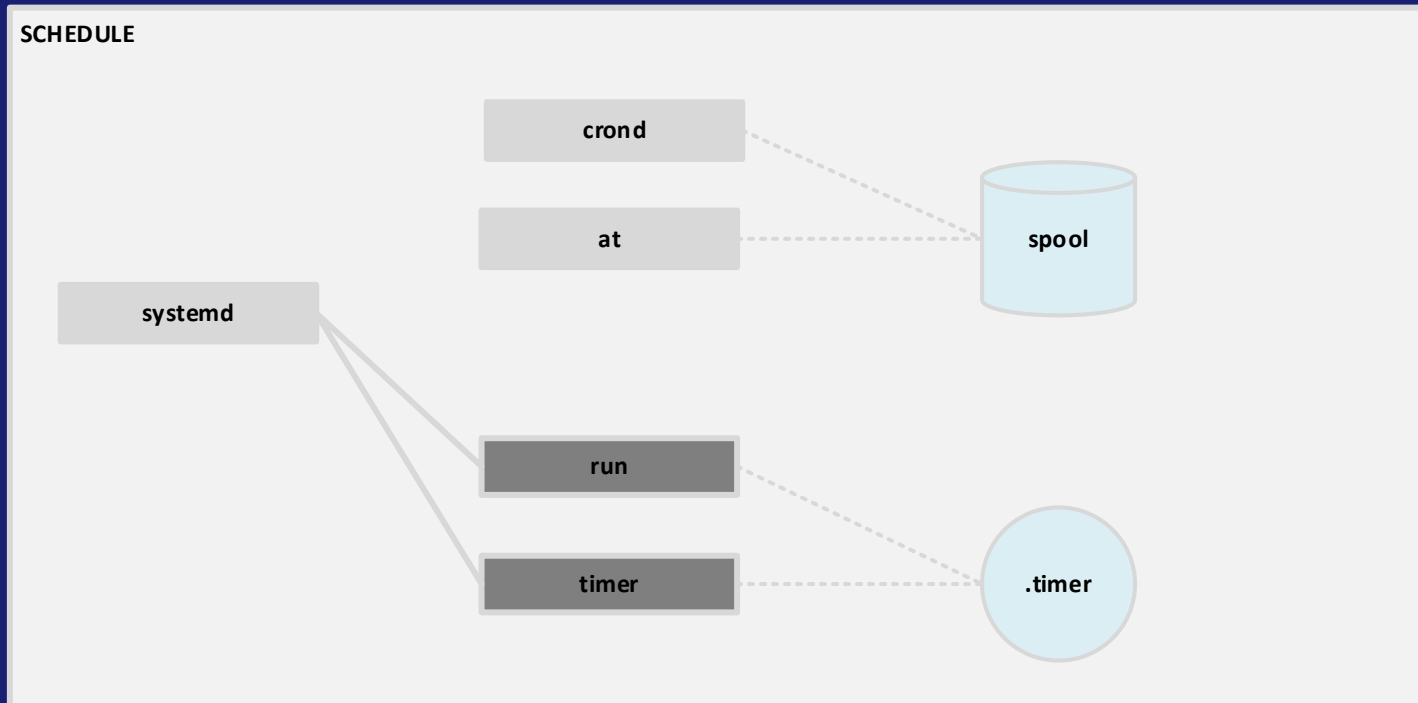 SCHEDULE
crond
at
spool
systemd
run
timer
.timer